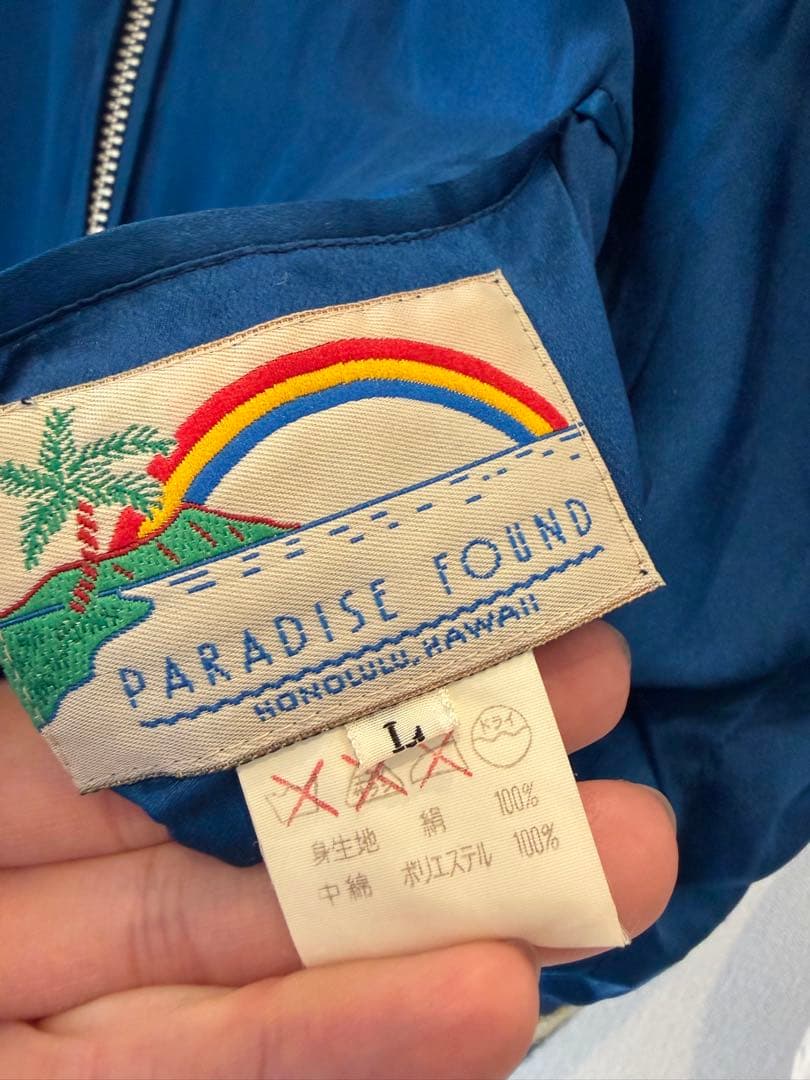 PARADISE FOUND
HONOLULU, HAWAII
L
ドライ
身生地 絹 100%
中綿 ポリエステル 100%